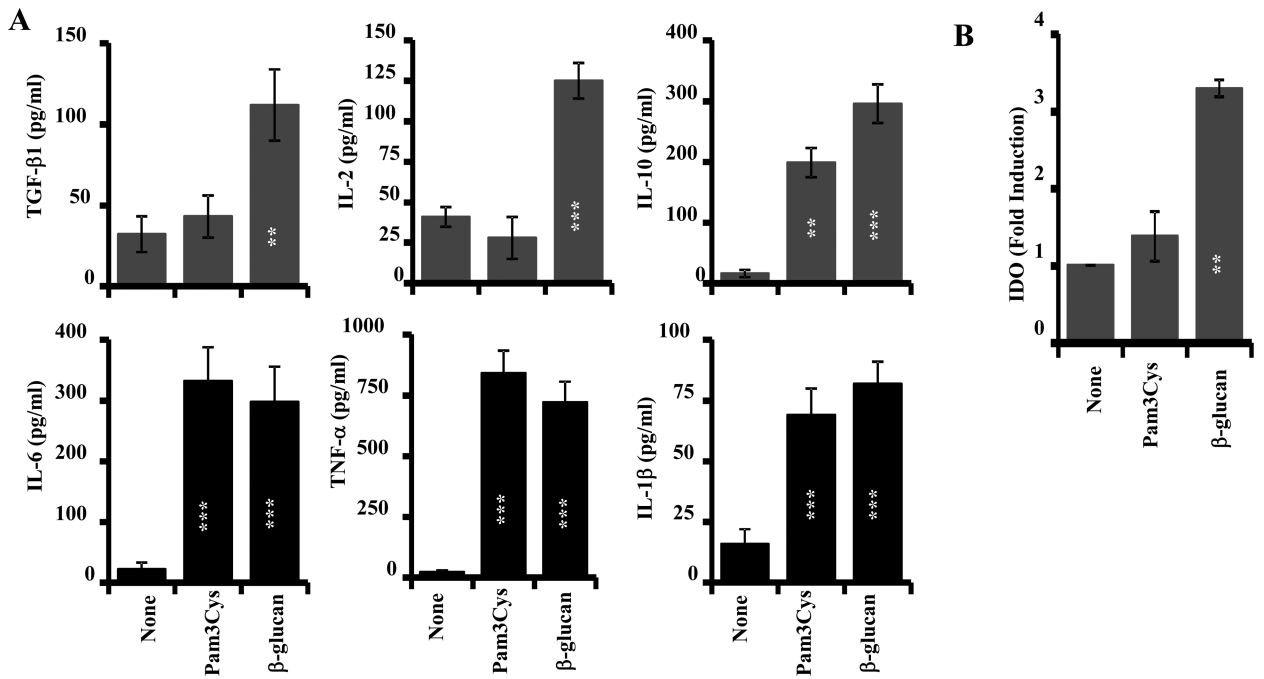 A
B
TGF-β1 (pg/ml)
150
100
50
0
**
IL-2 (pg/ml)
150
125
100
75
50
25
0
***
IL-10 (pg/ml)
400
300
200
100
0
**
***
IL-6 (pg/ml)
400
300
200
100
0
***
***
None
Pam3Cys
β-glucan
TNF-α (pg/ml)
1000
750
500
250
0
***
***
None
Pam3Cys
β-glucan
IL-1β (pg/ml)
100
75
50
25
0
***
***
None
Pam3Cys
β-glucan
IDO (Fold Induction)
4
3
2
1
0
**
None
Pam3Cys
β-glucan